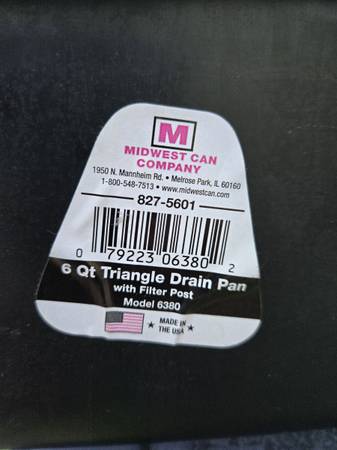 M
MIDWEST CAN
COMPANY
1950 N. Mannheim Rd. • Melrose Park, IL 60160
1-800-548-7513 • www.midwestcan.com
827-5601
0 79223 06380 2
6 Qt Triangle Drain Pan
with Filter Post
Model 6380
★ MADE IN ★
THE USA